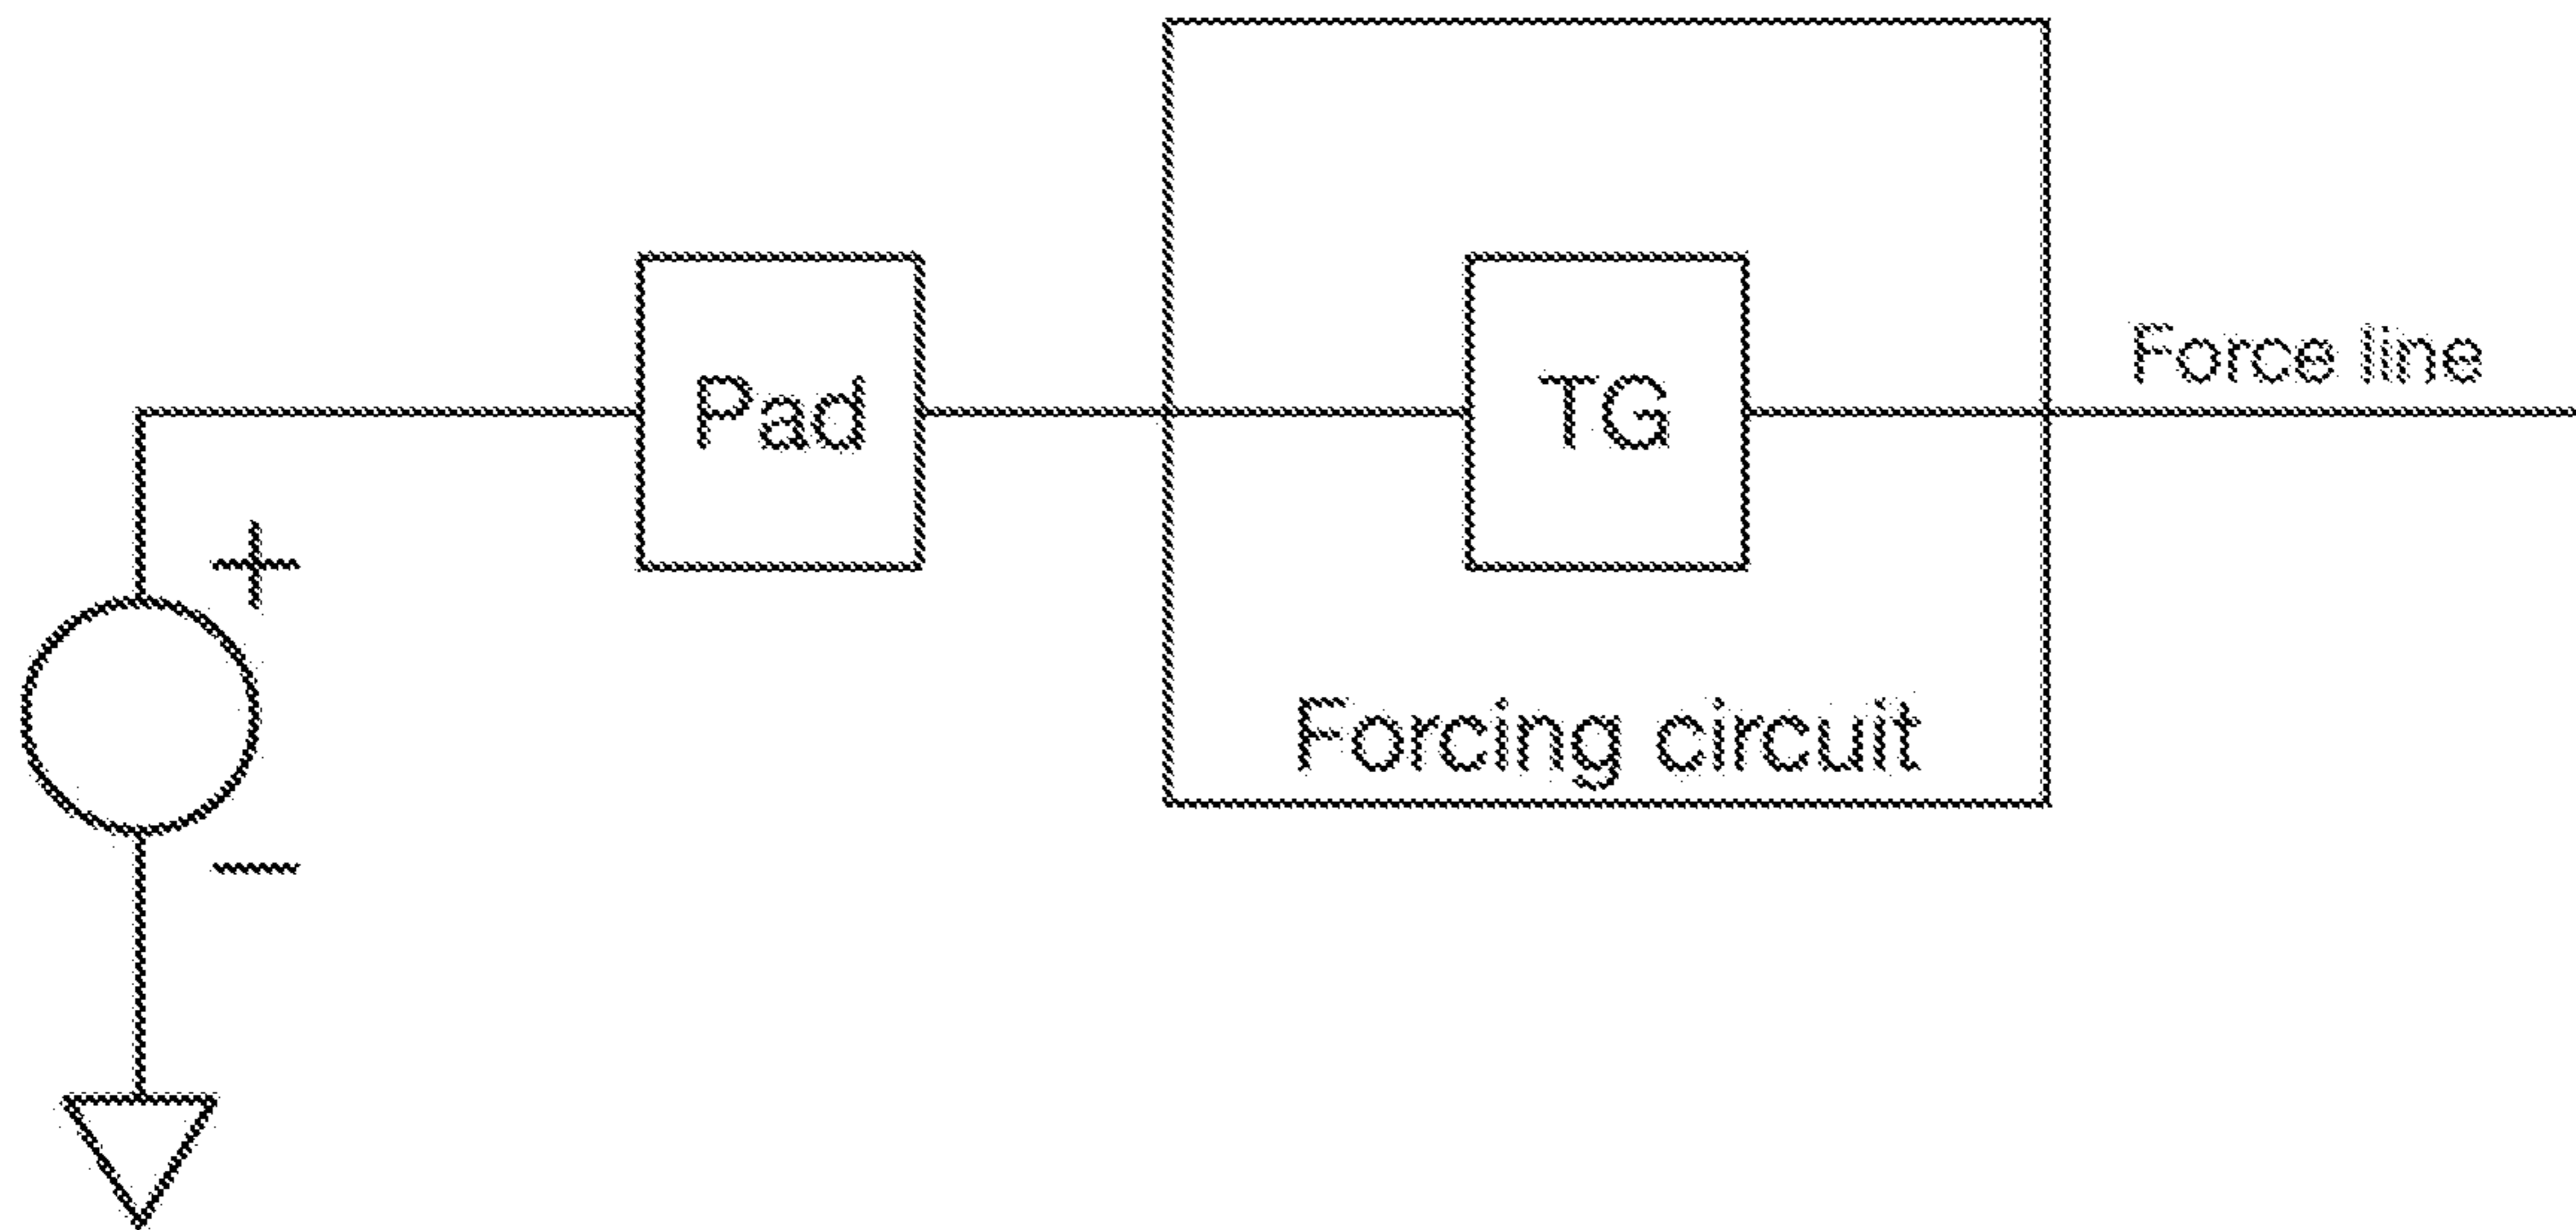 Force line
Pad
TG
+
Forcing circuit
−